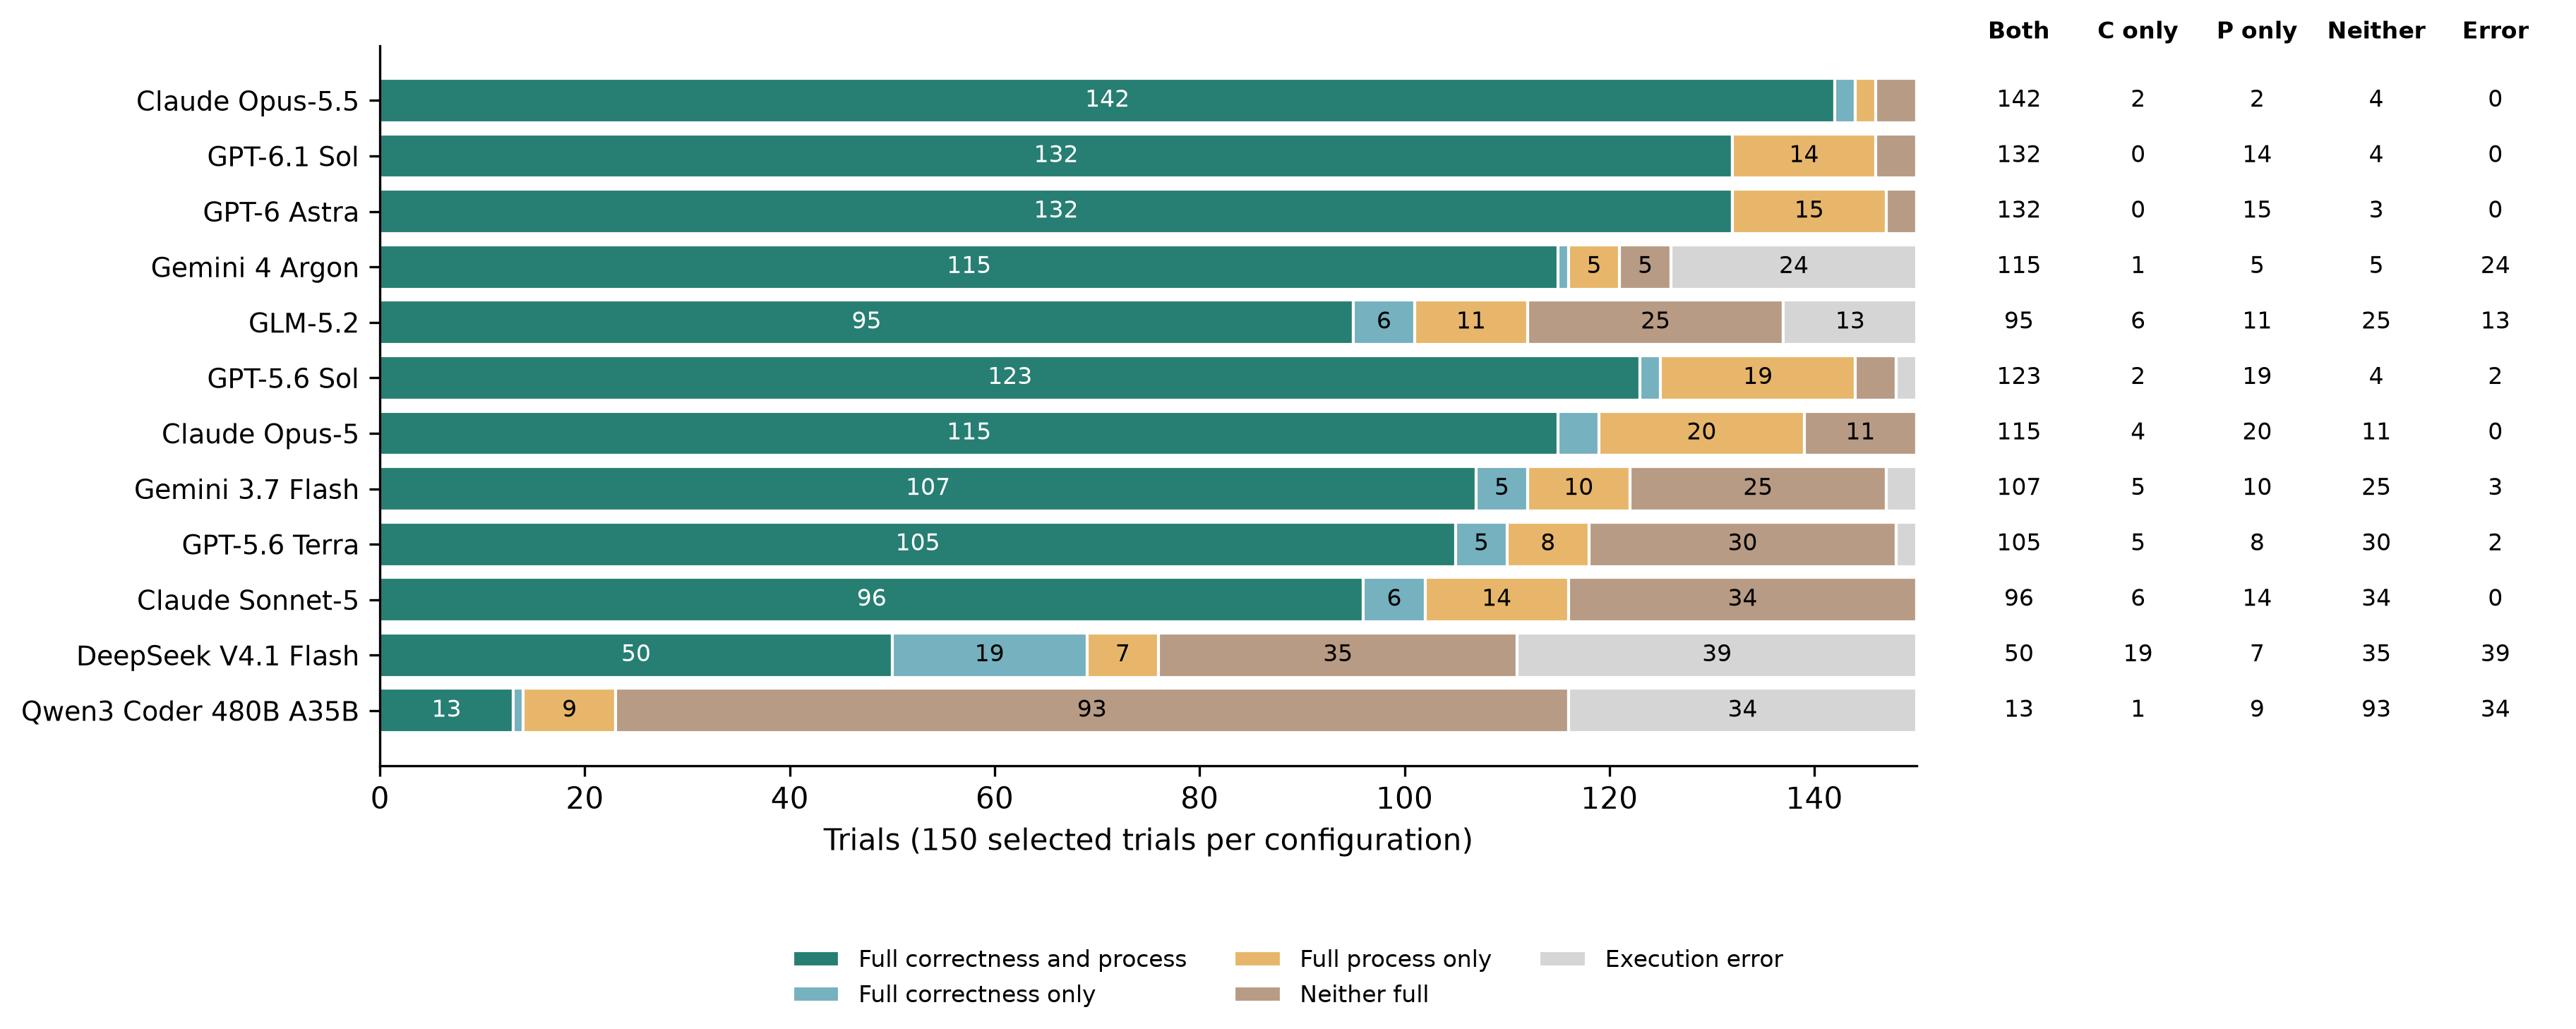 Both C only P only Neither Error
Claude Opus-5.5 142 142 2 2 4 0
GPT-6.1 Sol 132 14 132 0 14 4 0
GPT-6 Astra 132 15 132 0 15 3 0
Gemini 4 Argon 115 5 5 24 115 1 5 5 24
GLM-5.2 95 6 11 25 13 95 6 11 25 13
GPT-5.6 Sol 123 19 123 2 19 4 2
Claude Opus-5 115 20 11 115 4 20 11 0
Gemini 3.7 Flash 107 5 10 25 107 5 10 25 3
GPT-5.6 Terra 105 5 8 30 105 5 8 30 2
Claude Sonnet-5 96 6 14 34 96 6 14 34 0
DeepSeek V4.1 Flash 50 19 7 35 39 50 19 7 35 39
Qwen3 Coder 480B A35B 13 9 93 34 13 1 9 93 34
0 20 40 60 80 100 120 140
Trials (150 selected trials per configuration)
Full correctness and process Full process only Execution error
Full correctness only Neither full